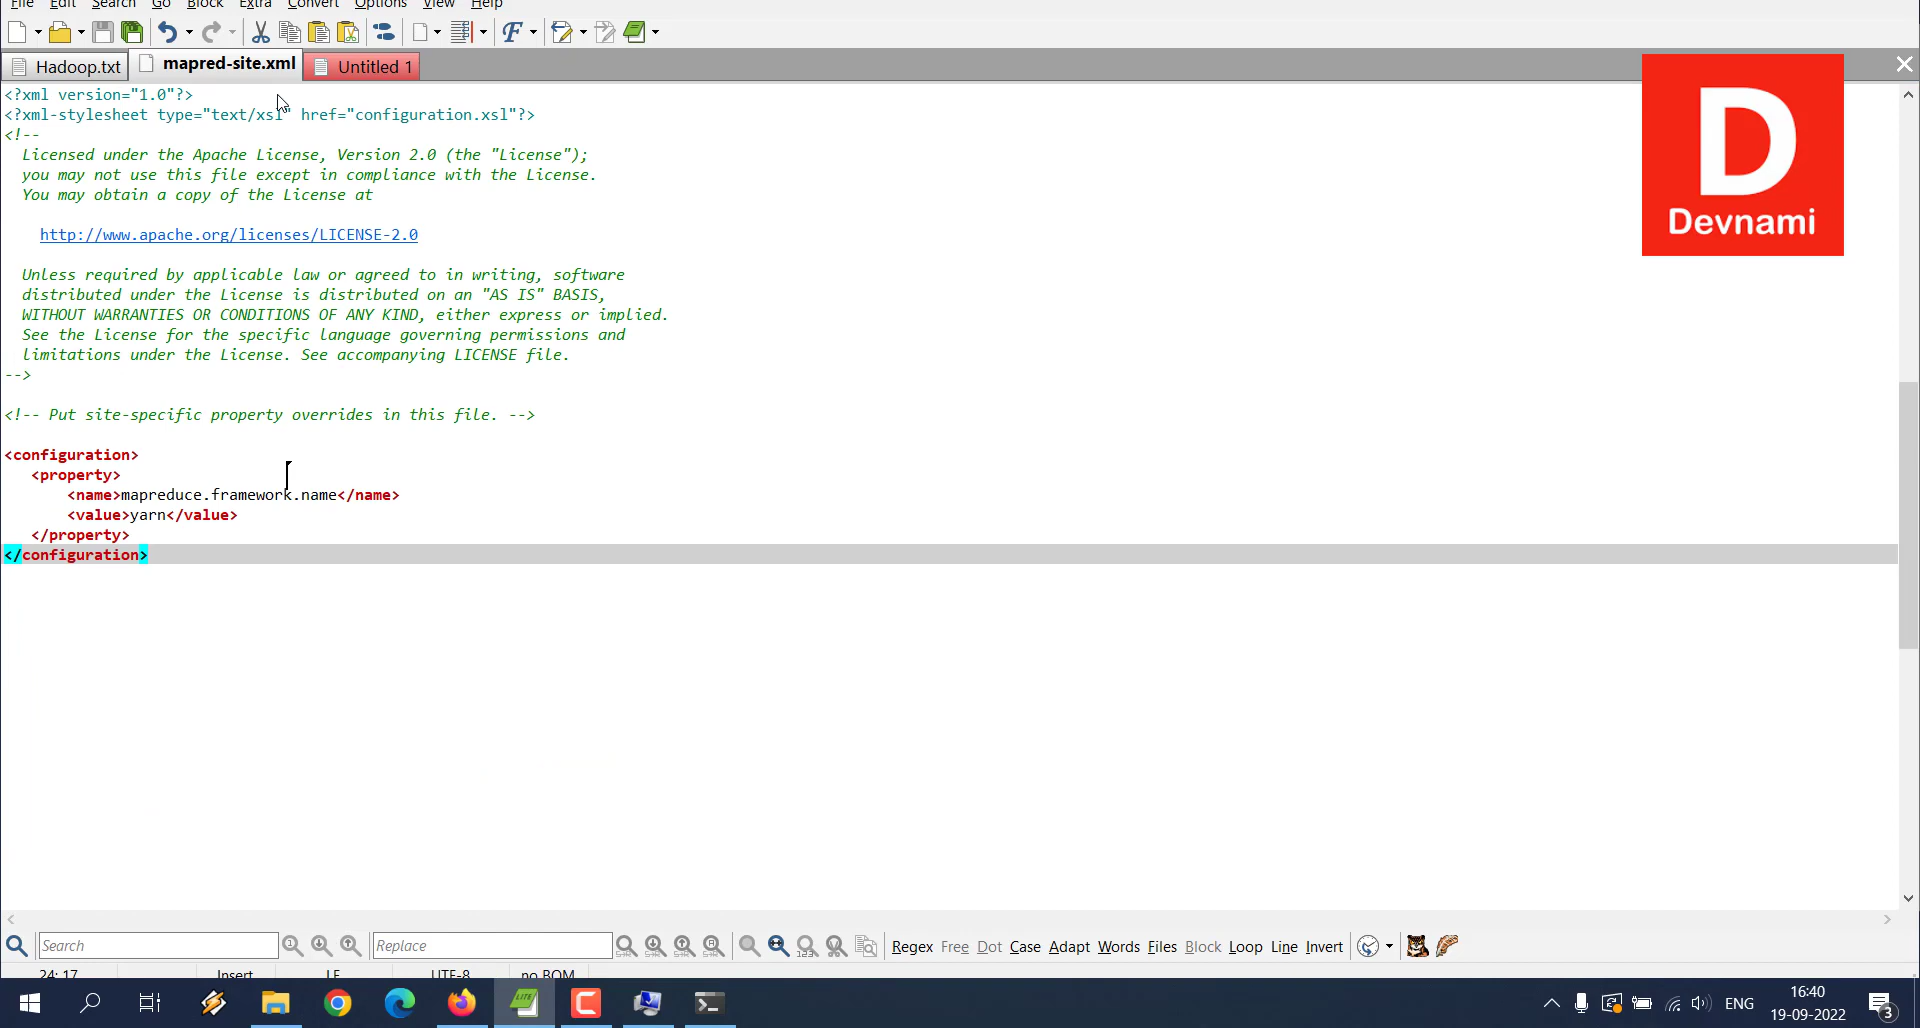 File Edit Search Go Block Extra Convert Options View Help
Hadoop.txt mapred-site.xml Untitled 1
<?xml version="1.0"?>
<?xml-stylesheet type="text/xsl" href="configuration.xsl"?>
<!--
Licensed under the Apache License, Version 2.0 (the "License");
you may not use this file except in compliance with the License.
You may obtain a copy of the License at
http://www.apache.org/licenses/LICENSE-2.0
Unless required by applicable law or agreed to in writing, software
distributed under the License is distributed on an "AS IS" BASIS,
WITHOUT WARRANTIES OR CONDITIONS OF ANY KIND, either express or implied.
See the License for the specific language governing permissions and
limitations under the License. See accompanying LICENSE file.
-->
<!-- Put site-specific property overrides in this file. -->
<configuration>
<property>
<name>mapreduce.framework.name</name>
<value>yarn</value>
</property>
</configuration>
D
Devnami
Search Replace Regex Free Dot Case Adapt Words Files Block Loop Line Invert
24: 17 Insert LF UTF-8 no BOM
LITE
ENG
16:40
19-09-2022
3